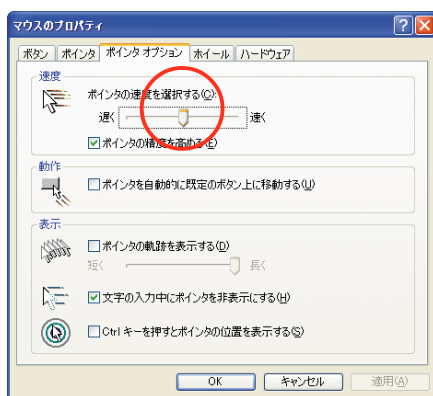 マウスのプロパティ
ボタン ポインタ ポインタ オプション ホイール ハードウェア
速度
ポインタの速度を選択する(C):
遅く 速く
ポインタの精度を高める(E)
動作
ポインタを自動的に既定のボタン上に移動する(U)
表示
ポインタの軌跡を表示する(D)
短く 長く
文字の入力中にポインタを非表示にする(H)
Ctrl キーを押すとポインタの位置を表示する(S)
OK キャンセル 適用(A)